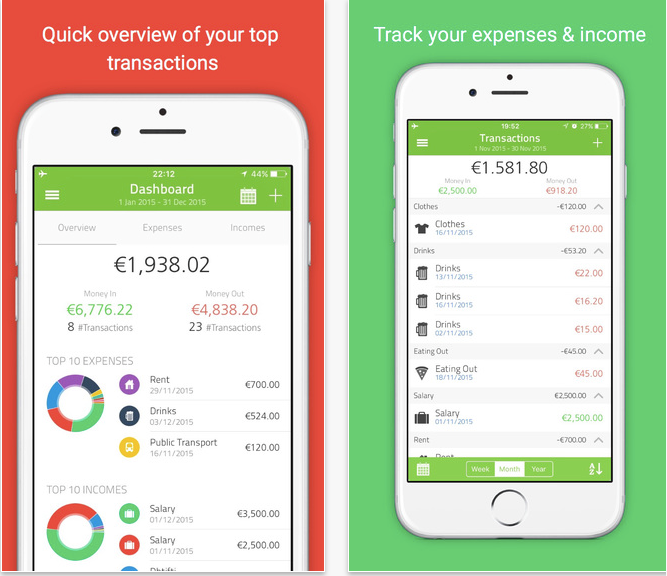 Quick overview of your top
transactions
22:12
44%
Dashboard
1 Jan 2015 - 31 Dec 2015
Overview
Expenses
Incomes
€1,938.02
Money In
Money Out
€6,776.22
€4,838.20
8 #Transactions
23 #Transactions
TOP 10 EXPENSES
Rent
29/11/2015
€700.00
Drinks
03/12/2015
€524.00
Public Transport
16/11/2015
€120.00
TOP 10 INCOMES
Salary
01/12/2015
€3,500.00
Salary
01/11/2015
€2,500.00
Track your expenses & income
19:52
27%
Transactions
1 Nov 2015 - 30 Nov 2015
€1.581.80
Money In
Money Out
€2,500.00
€918.20
Clothes
-€120.00
Clothes
16/11/2015
€120.00
Drinks
-€53.20
Drinks
13/11/2015
€22.00
Drinks
16/11/2015
€16.20
Drinks
02/11/2015
€15.00
Eating Out
-€45.00
Eating Out
18/11/2015
€45.00
Salary
€2,500.00
Salary
01/11/2015
€2,500.00
Rent
-€700.00
Week
Month
Year